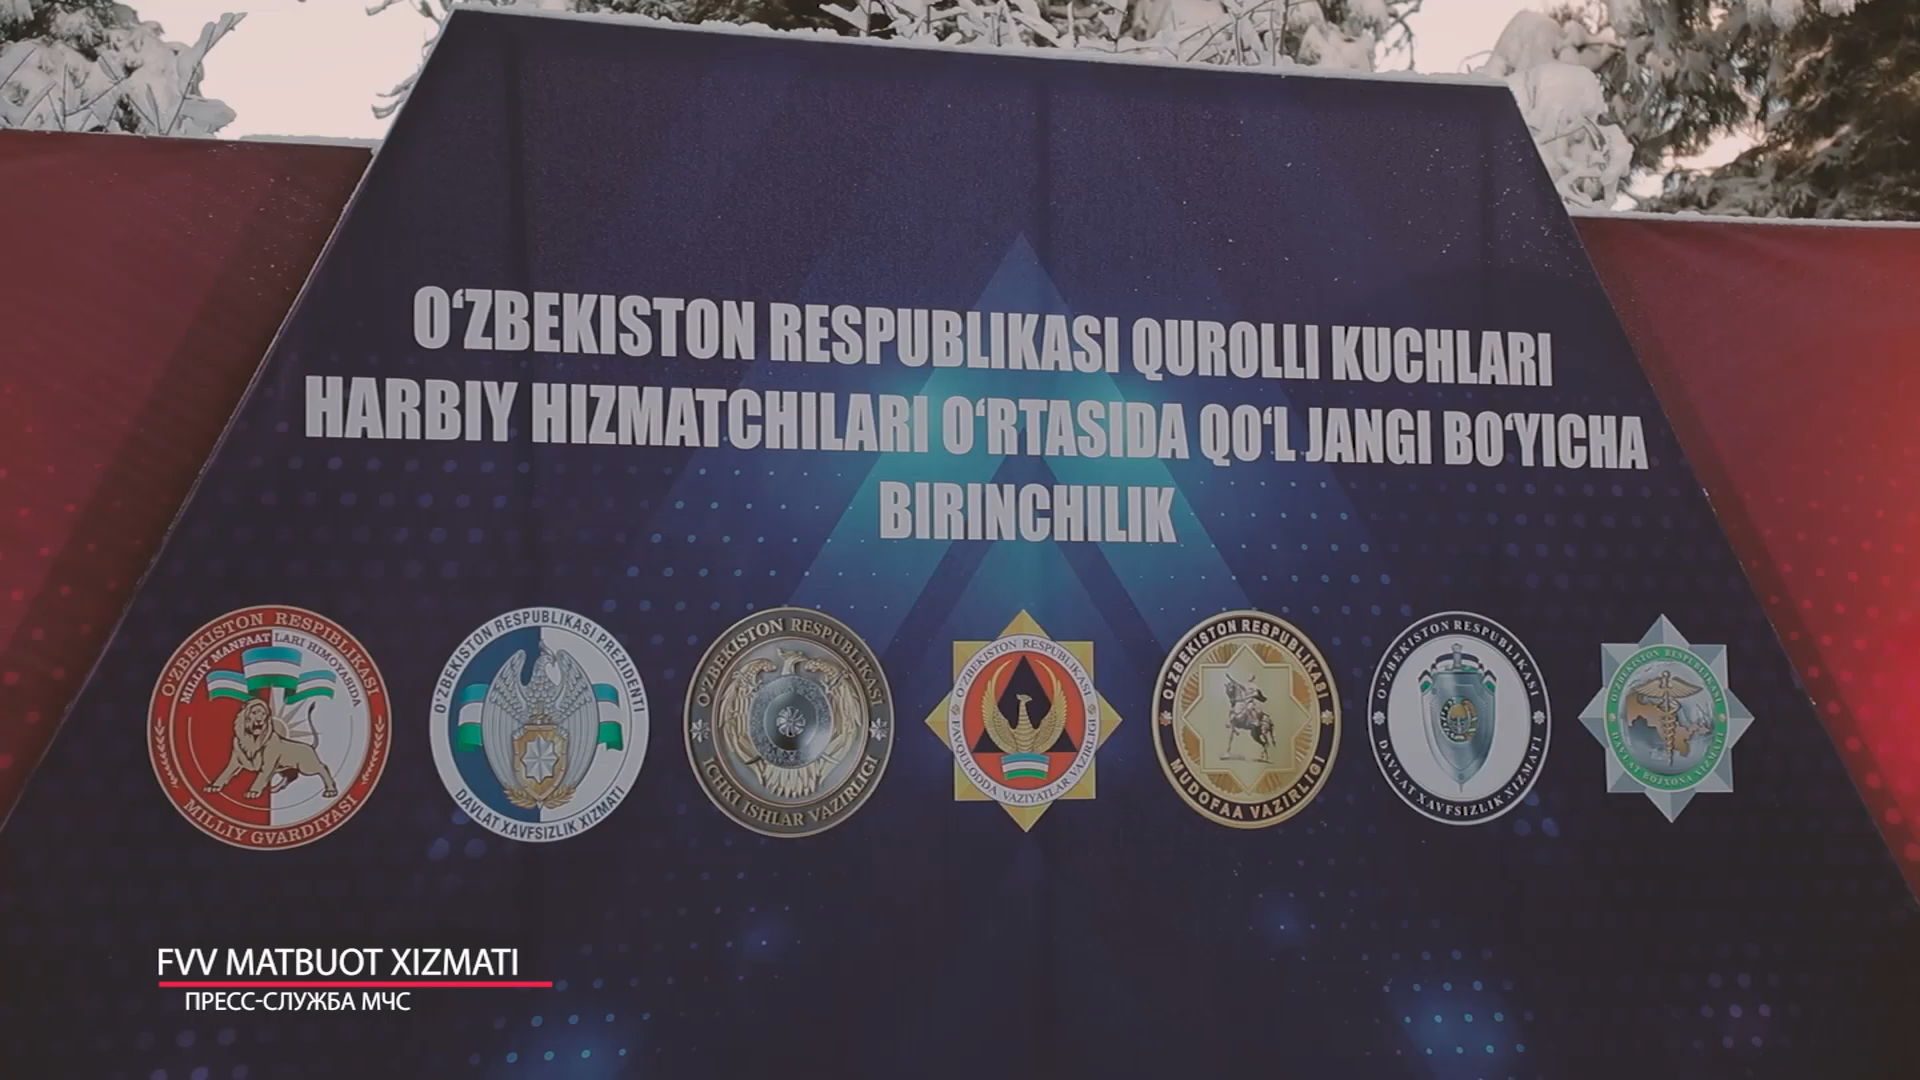 O‘ZBEKISTON RESPUBLIKASI QUROLLI KUCHLARI
HARBIY HIZMATCHILARI O‘RTASIDA QO‘L JANGI BO‘YICHA
BIRINCHILIK
O‘ZBEKISTON RESPIBLIKASI
MILLIY MANFAATLARI HIMOYASIDA
MILLIY GVARDIYASI
O‘ZBEKISTON RESPUBLIKASI PREZIDENTI
DAVLAT XAVFSIZLIK XIZMATI
O‘ZBEKISTON RESPUBLIKASI
ICHKI ISHLAR VAZIRLIGI
O‘ZBEKISTON RESPUBLIKASI
FAVQULODDA VAZIYATLAR VAZIRLIGI
O‘ZBEKISTON RESPUBLIKASI
MUDOFAA VAZIRLIGI
O‘ZBEKISTON RESPUBLIKASI
DAVLAT XAVFSIZLIK XIZMATI
O‘ZBEKISTON RESPUBLIKASI
DAVLAT BOJXONA XIZMATI
FVV MATBUOT XIZMATI
ПРЕСС-СЛУЖБА МЧС